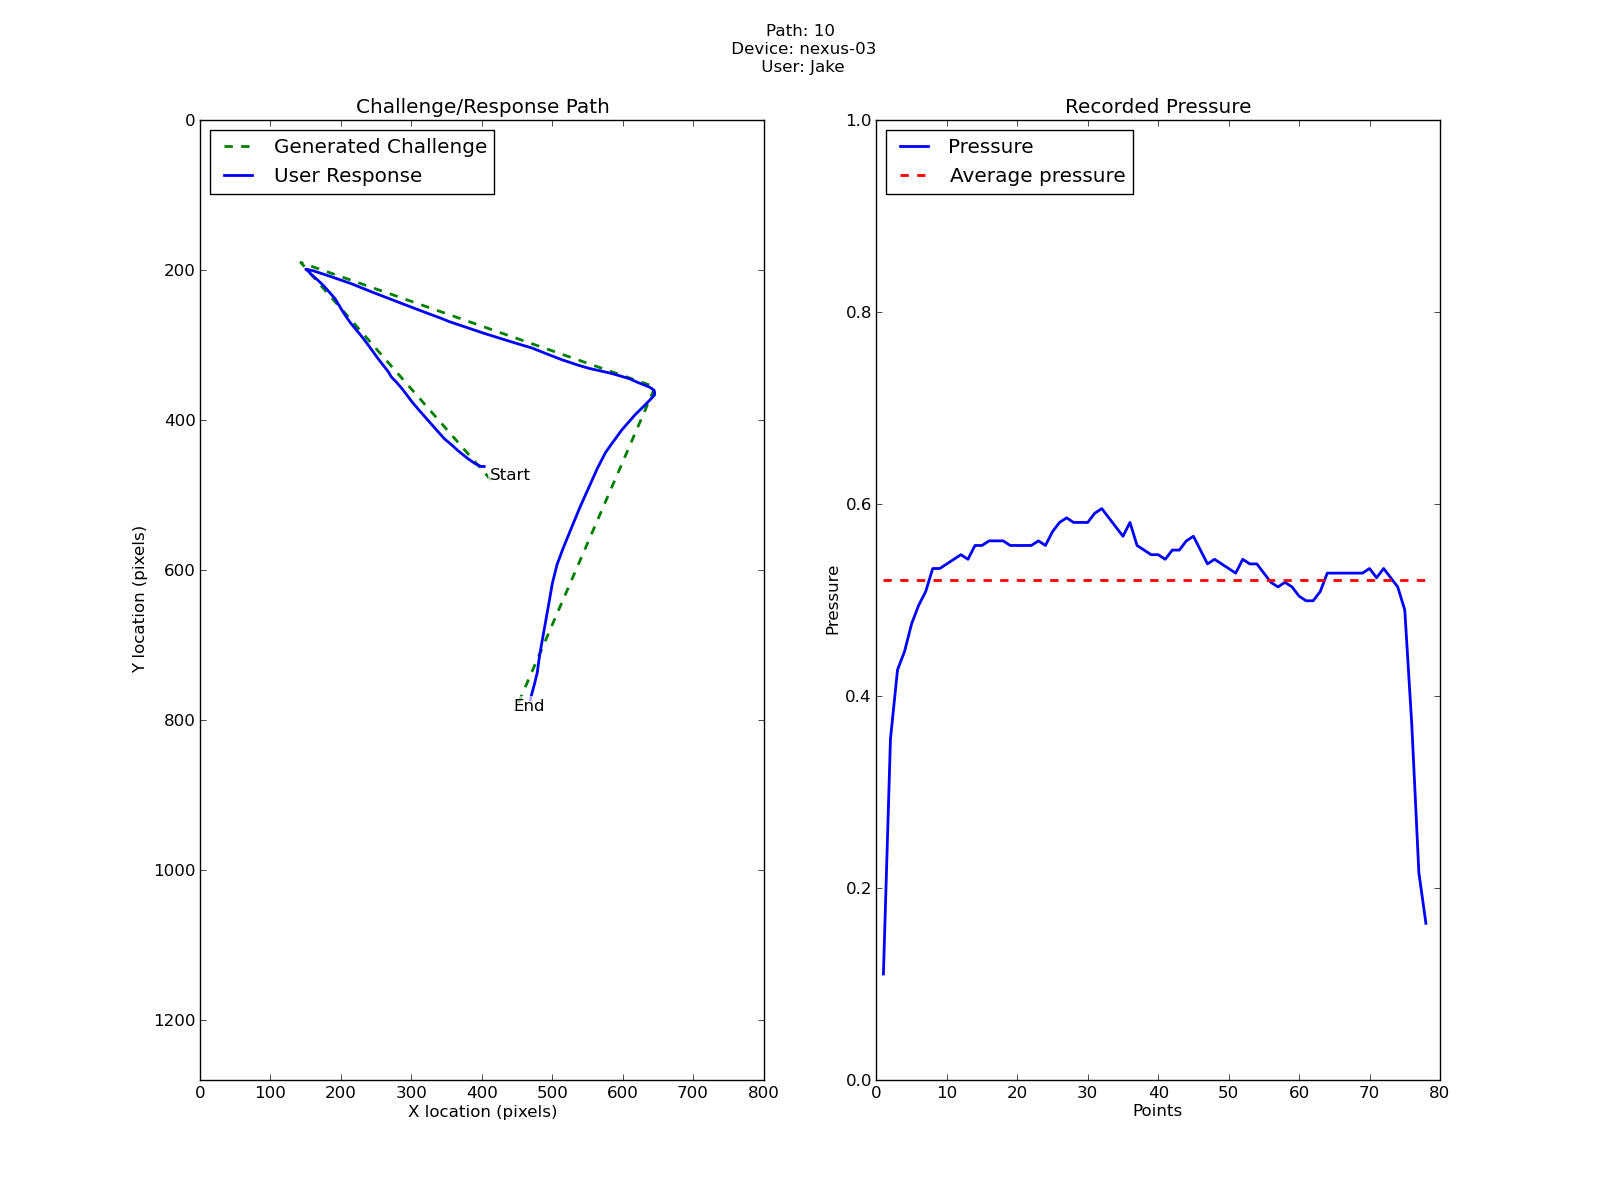 Path: 10
Device: nexus-03
User: Jake
Challenge/Response Path
Generated Challenge
User Response
0
200
400
600
800
1000
1200
Y location (pixels)
Start
End
0 100 200 300 400 500 600 700 800
X location (pixels)
Recorded Pressure
Pressure
Average pressure
1.0
0.8
0.6
0.4
0.2
0.0
Pressure
0 10 20 30 40 50 60 70 80
Points